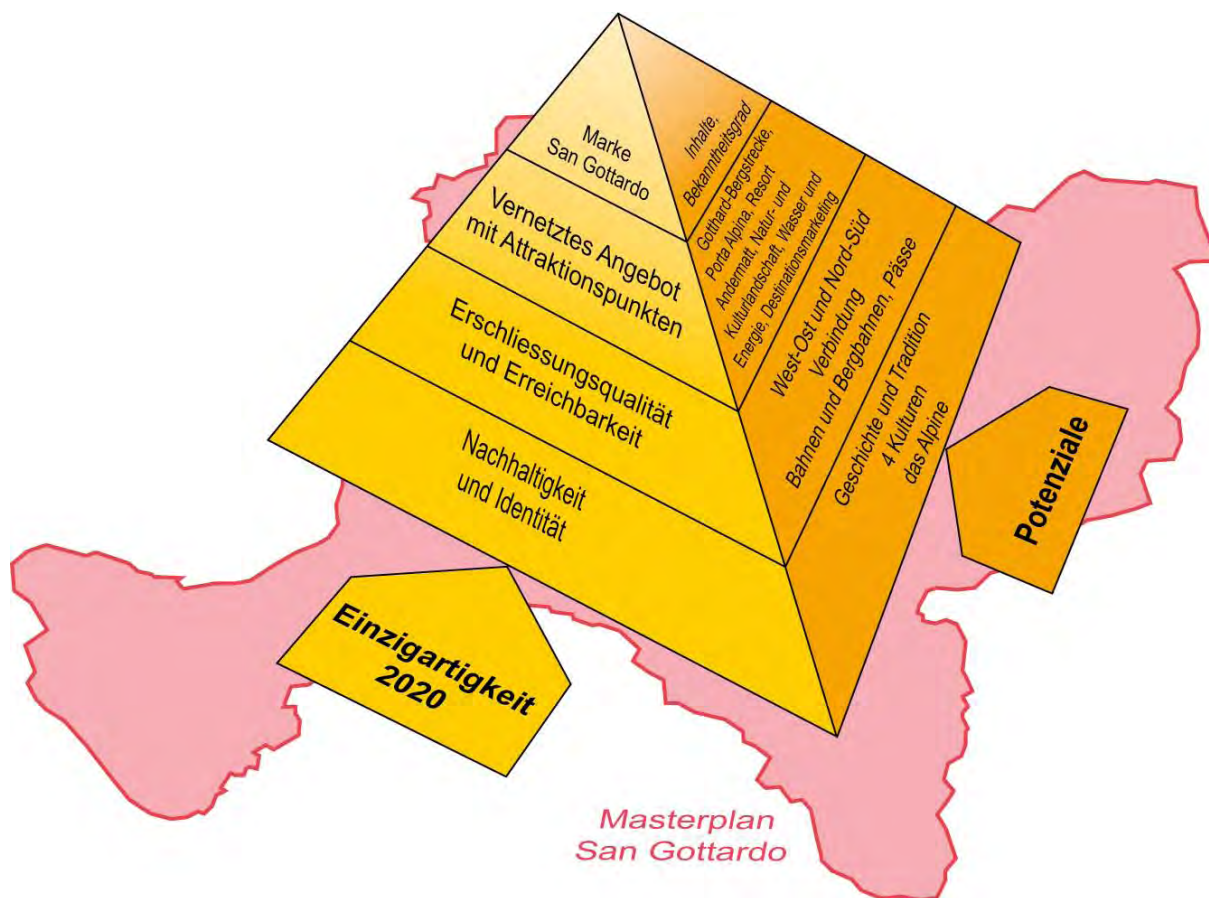 Marke
San Gottardo
Vernetztes Angebot
mit Attraktionspunkten
Erschliessungsqualität
und Erreichbarkeit
Nachhaltigkeit
und Identität
Inhalte,
Bekanntheitsgrad
Gotthard-Bergstrecke,
Porta Alpina, Resort
Andermatt, Natur- und
Kulturlandschaft, Wasser und
Energie, Destinationsmarketing
West-Ost und Nord-Süd
Verbindung
Bahnen und Bergbahnen, Pässe
Geschichte und Tradition
4 Kulturen
das Alpine
Einzigartigkeit
2020
Potenziale
Masterplan
San Gottardo